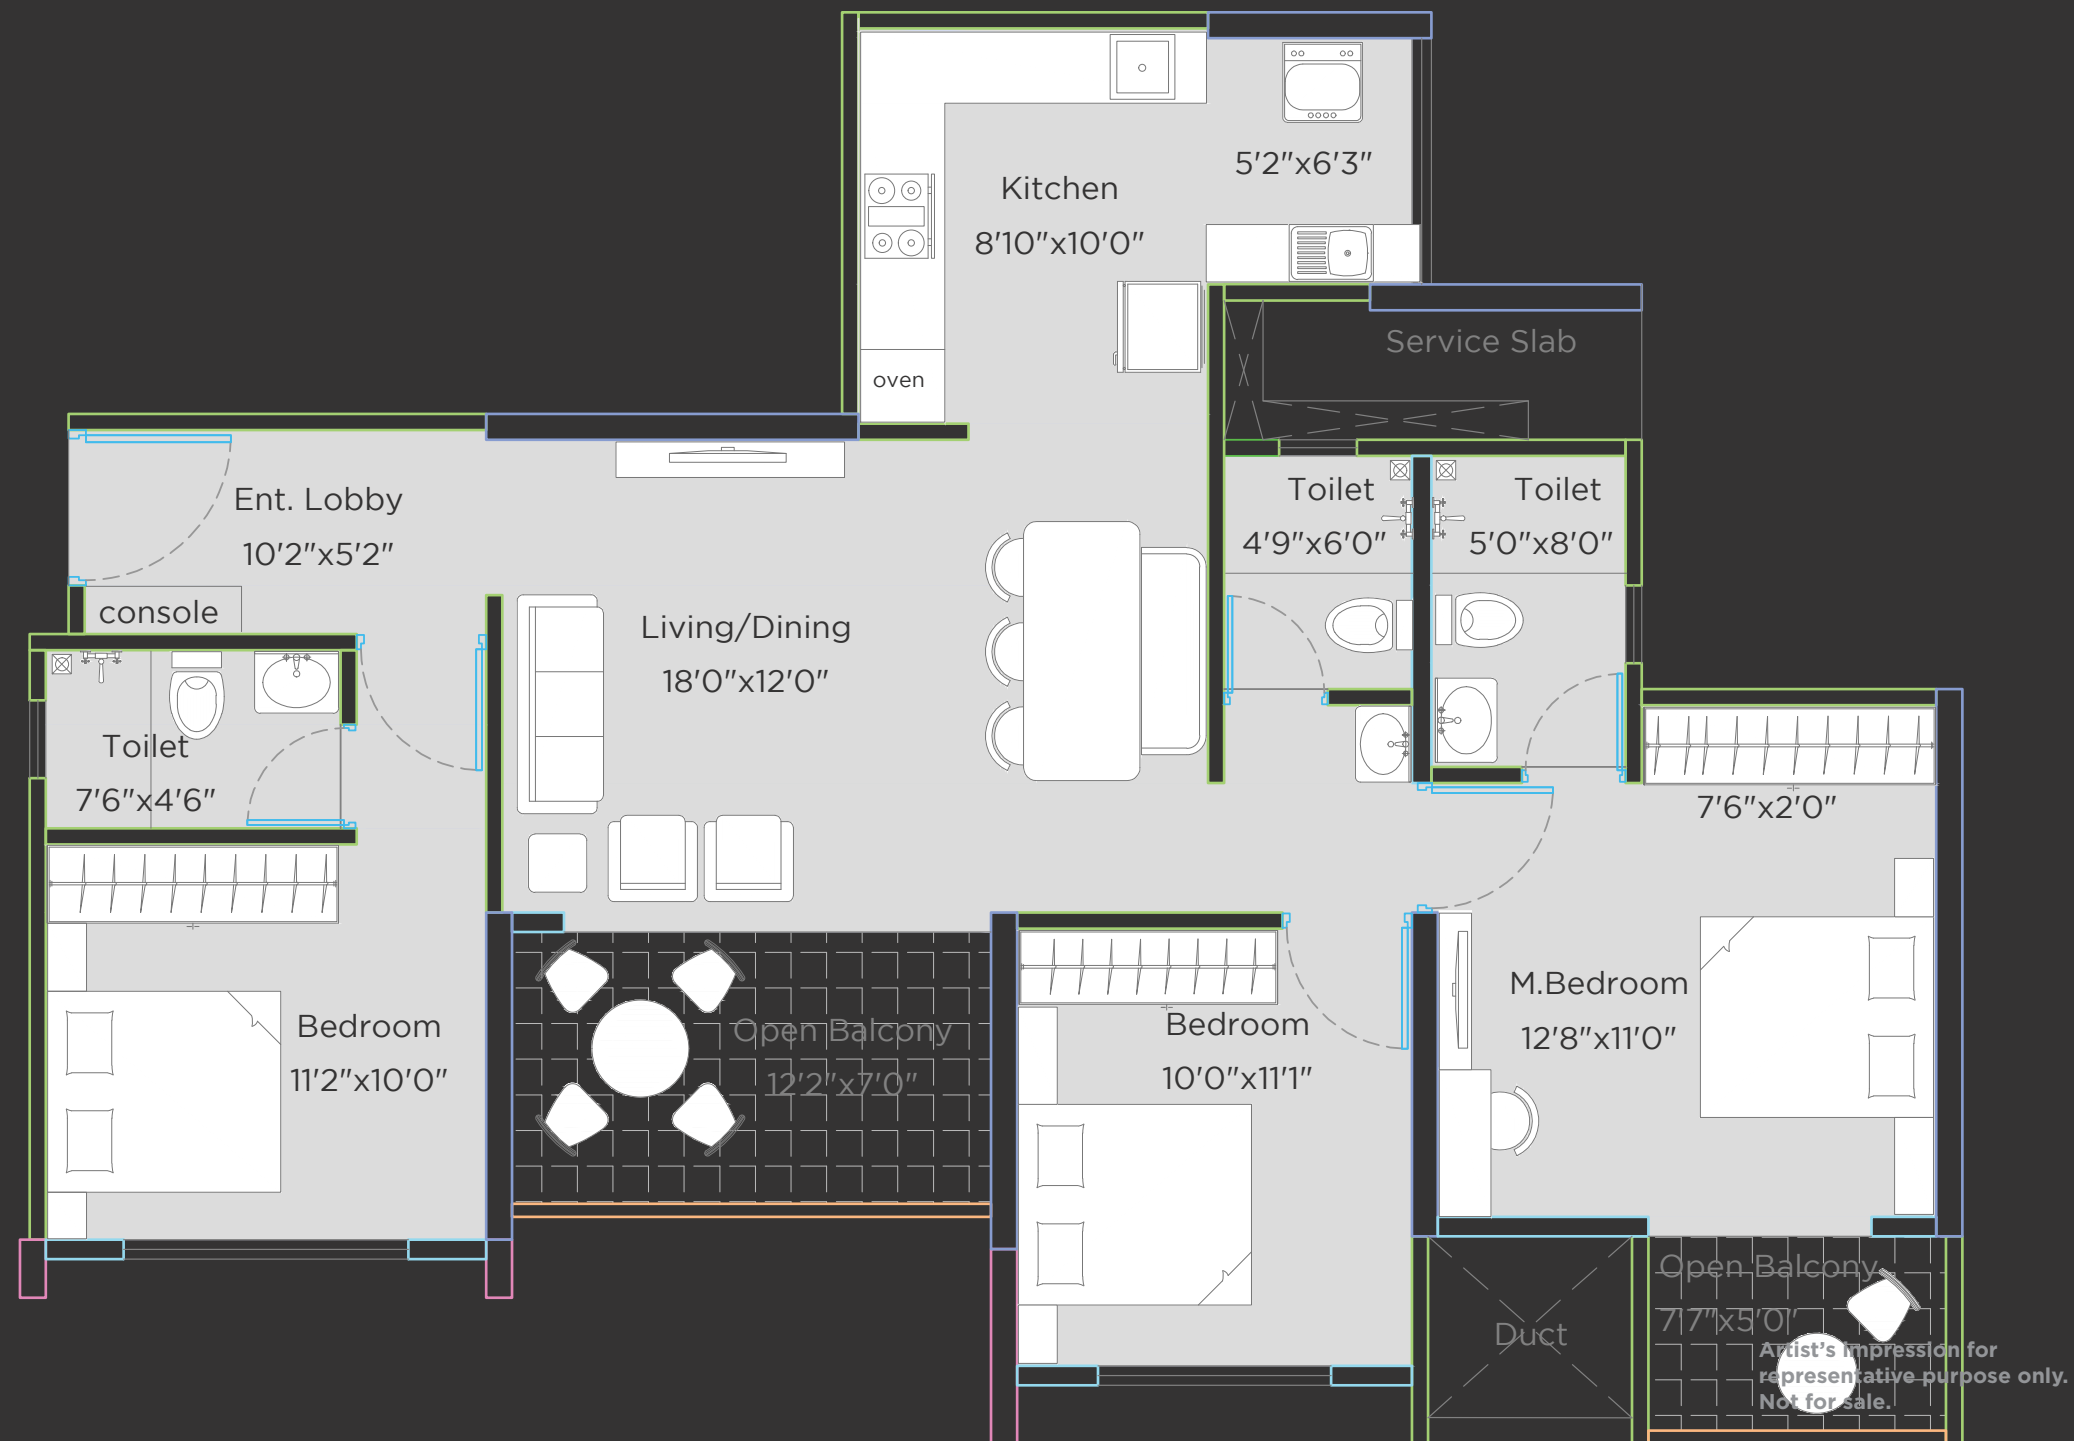 5'2"x6'3"
Kitchen
8'10"x10'0"
Service Slab
oven
Ent. Lobby
10'2"x5'2"
console
Toilet
4'9"x6'0"
Toilet
5'0"x8'0"
Living/Dining
18'0"x12'0"
Toilet
7'6"x4'6"
7'6"x2'0"
Bedroom
11'2"x10'0"
Open Balcony
12'2"x7'0"
Bedroom
10'0"x11'1"
M.Bedroom
12'8"x11'0"
Duct
Open Balcony
7'7"x5'0"
Artist's impression for
representative purpose only.
Not for sale.